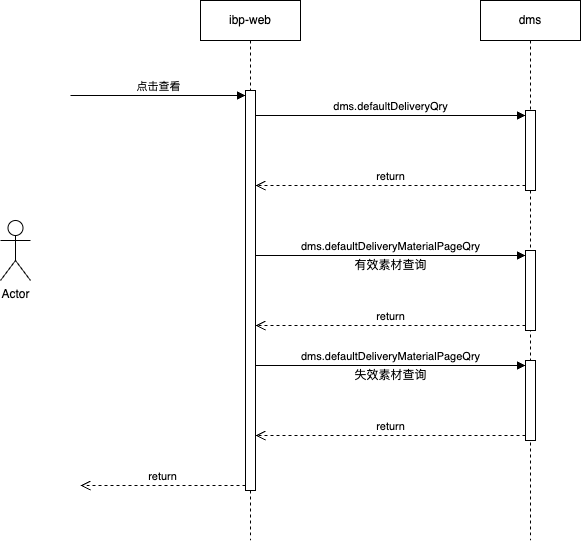 ibp-web
dms
点击查看
dms.defaultDeliveryQry
return
dms.defaultDeliveryMaterialPageQry
有效素材查询
Actor
return
dms.defaultDeliveryMaterialPageQry
失效素材查询
return
return